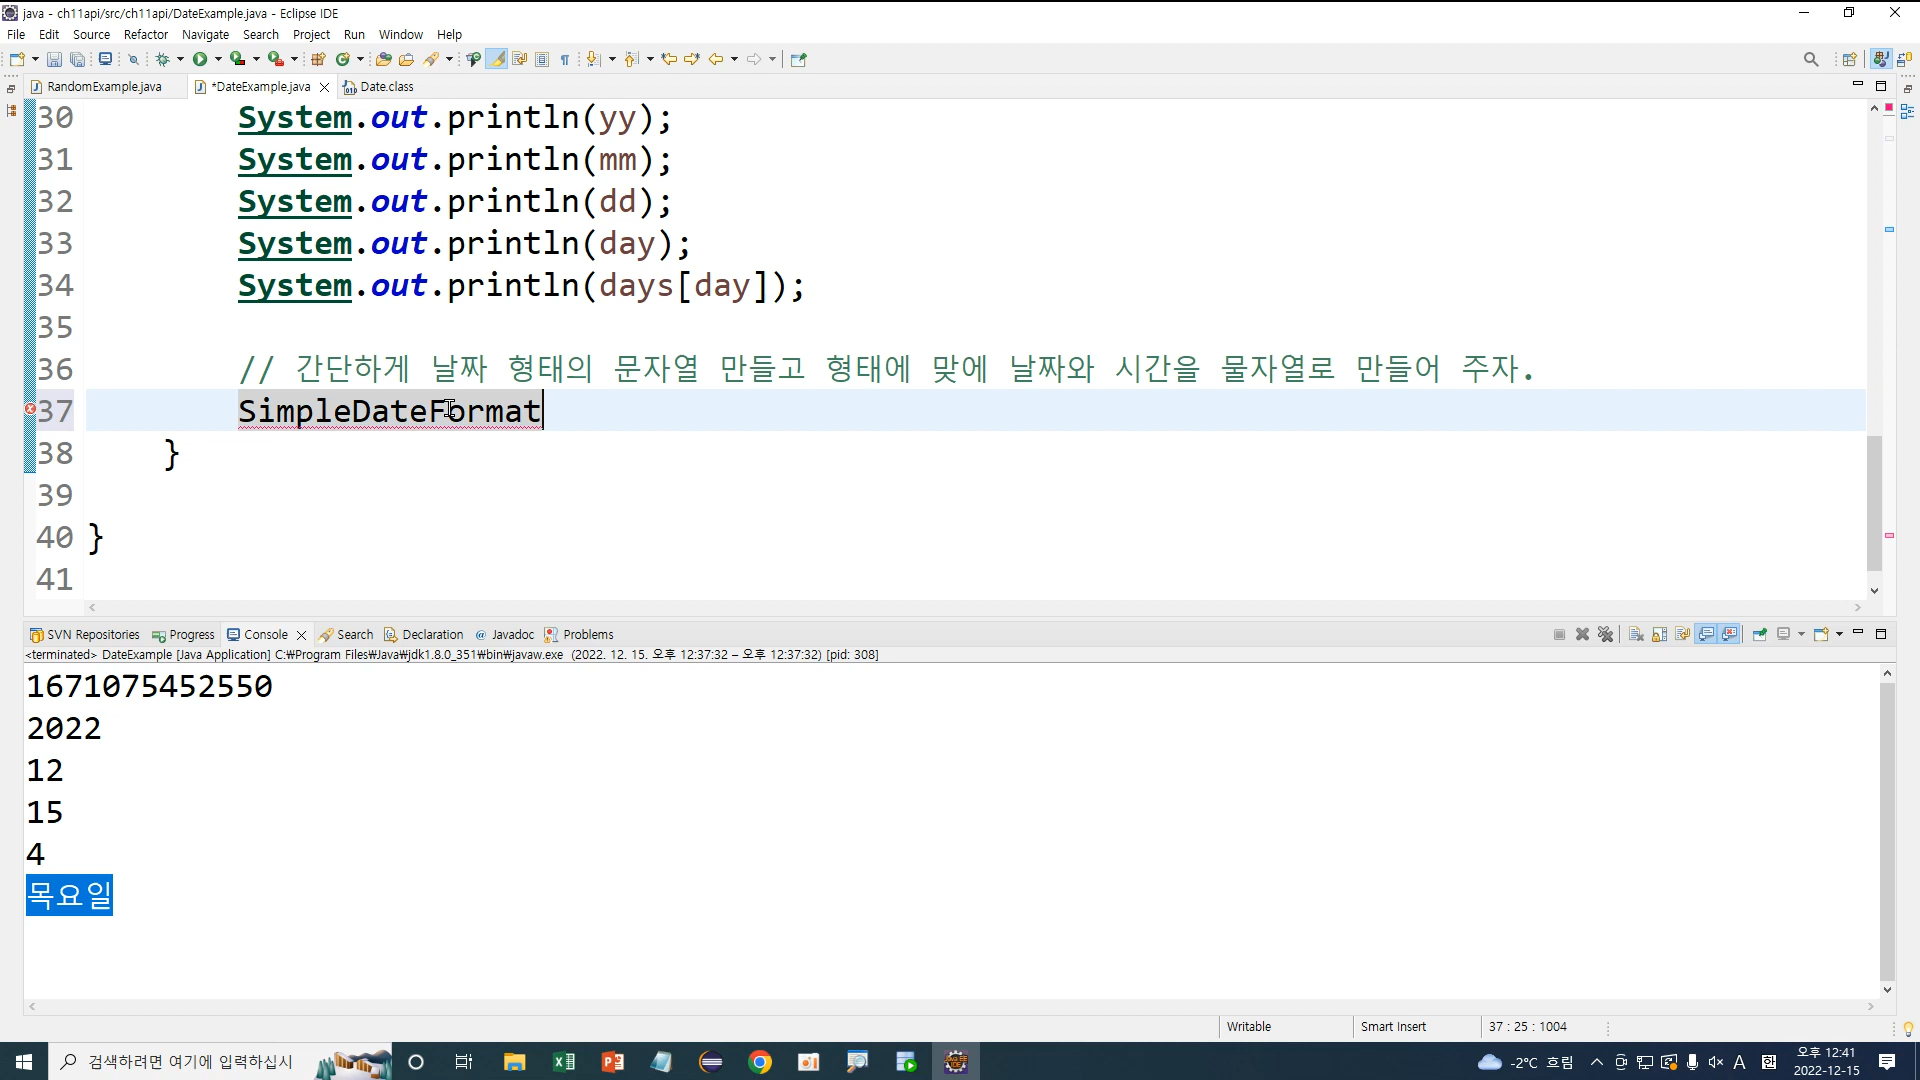 java - ch11api/src/ch11api/DateExample.java - Eclipse IDE
File Edit Source Refactor Navigate Search Project Run Window Help
RandomExample.java *DateExample.java Date.class
30 System.out.println(yy);
31 System.out.println(mm);
32 System.out.println(dd);
33 System.out.println(day);
34 System.out.println(days[day]);
35
36 // 간단하게 날짜 형태의 문자열 만들고 형태에 맞에 날짜와 시간을 물자열로 만들어 주자.
37 SimpleDateFormat
38 }
39
40 }
41
SVN Repositories Progress Console Search Declaration @ Javadoc Problems
<terminated> DateExample [Java Application] C:₩Program Files₩Java₩jdk1.8.0_351₩bin₩javaw.exe (2022. 12. 15. 오후 12:37:32 – 오후 12:37:32) [pid: 308]
1671075452550
2022
12
15
4
목요일
Writable Smart Insert 37 : 25 : 1004
검색하려면 여기에 입력하십시 -2°C 흐림 A 한 오후 12:41
2022-12-15